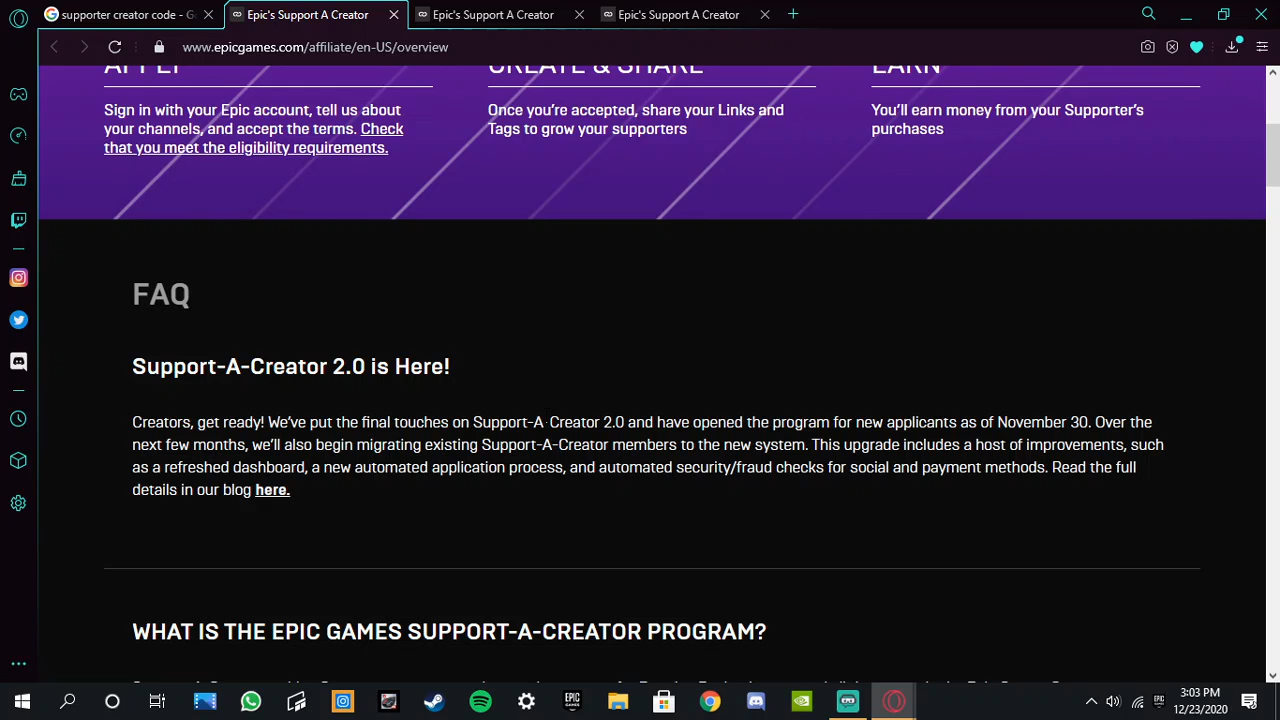 supporter creator code - G
Epic's Support A Creator
Epic's Support A Creator
Epic's Support A Creator
www.epicgames.com/affiliate/en-US/overview
APPLY
CREATE & SHARE
EARN
Sign in with your Epic account, tell us about
your channels, and accept the terms. Check
that you meet the eligibility requirements.
Once you're accepted, share your Links and
Tags to grow your supporters
You'll earn money from your Supporter's
purchases
FAQ
Support-A-Creator 2.0 is Here!
Creators, get ready! We've put the final touches on Support-A-Creator 2.0 and have opened the program for new applicants as of November 30. Over the
next few months, we'll also begin migrating existing Support-A-Creator members to the new system. This upgrade includes a host of improvements, such
as a refreshed dashboard, a new automated application process, and automated security/fraud checks for social and payment methods. Read the full
details in our blog here.
WHAT IS THE EPIC GAMES SUPPORT-A-CREATOR PROGRAM?
3:03 PM
12/23/2020